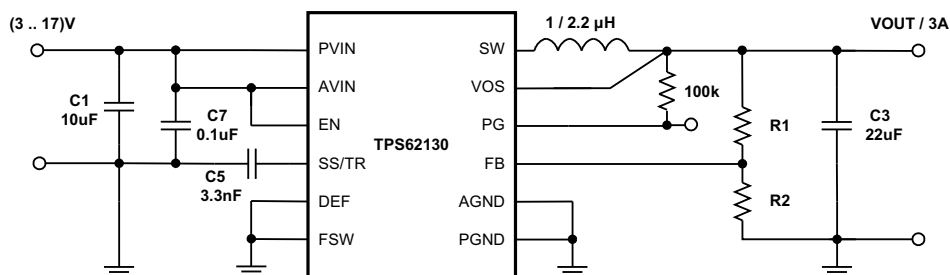 (3 .. 17)V
1 / 2.2 µH
VOUT / 3A
PVIN
SW
AVIN
VOS
100k
C1
10uF
C7
0.1uF
EN
PG
TPS62130
R1
C3
22uF
SS/TR
FB
C5
3.3nF
DEF
AGND
R2
FSW
PGND